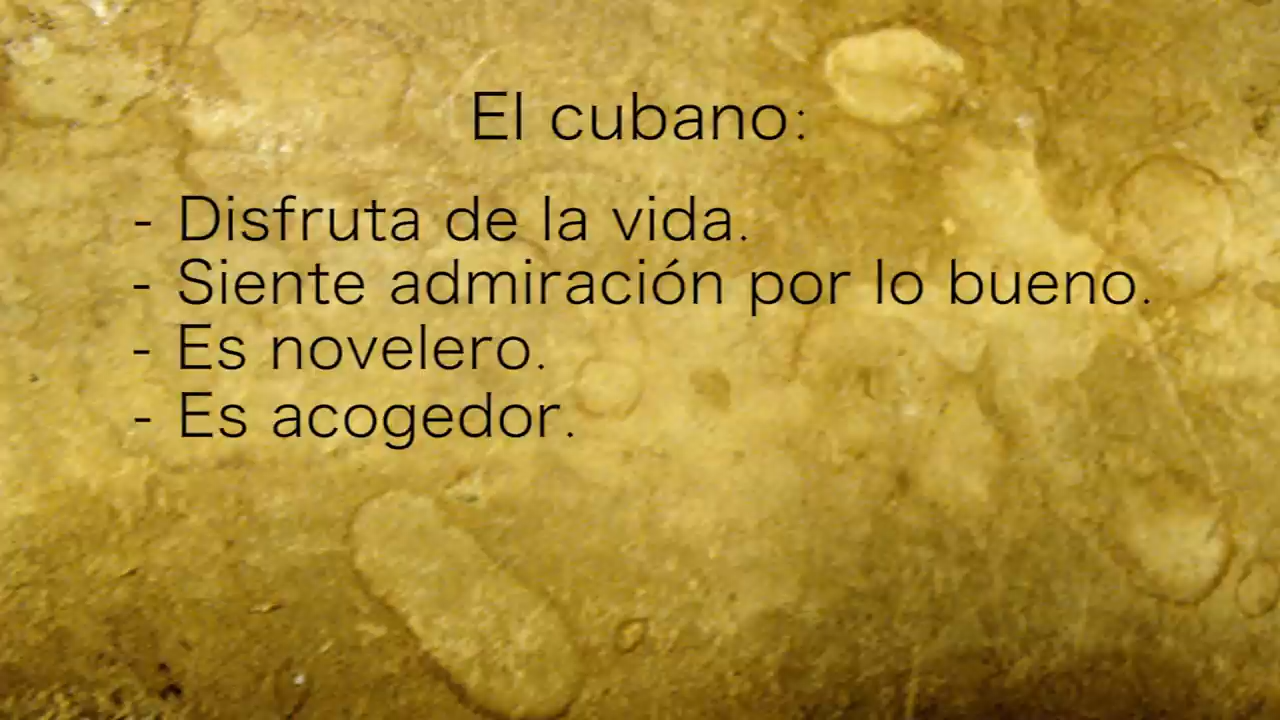 El cubano:
- Disfruta de la vida.
- Siente admiración por lo bueno.
- Es novelero.
- Es acogedor.